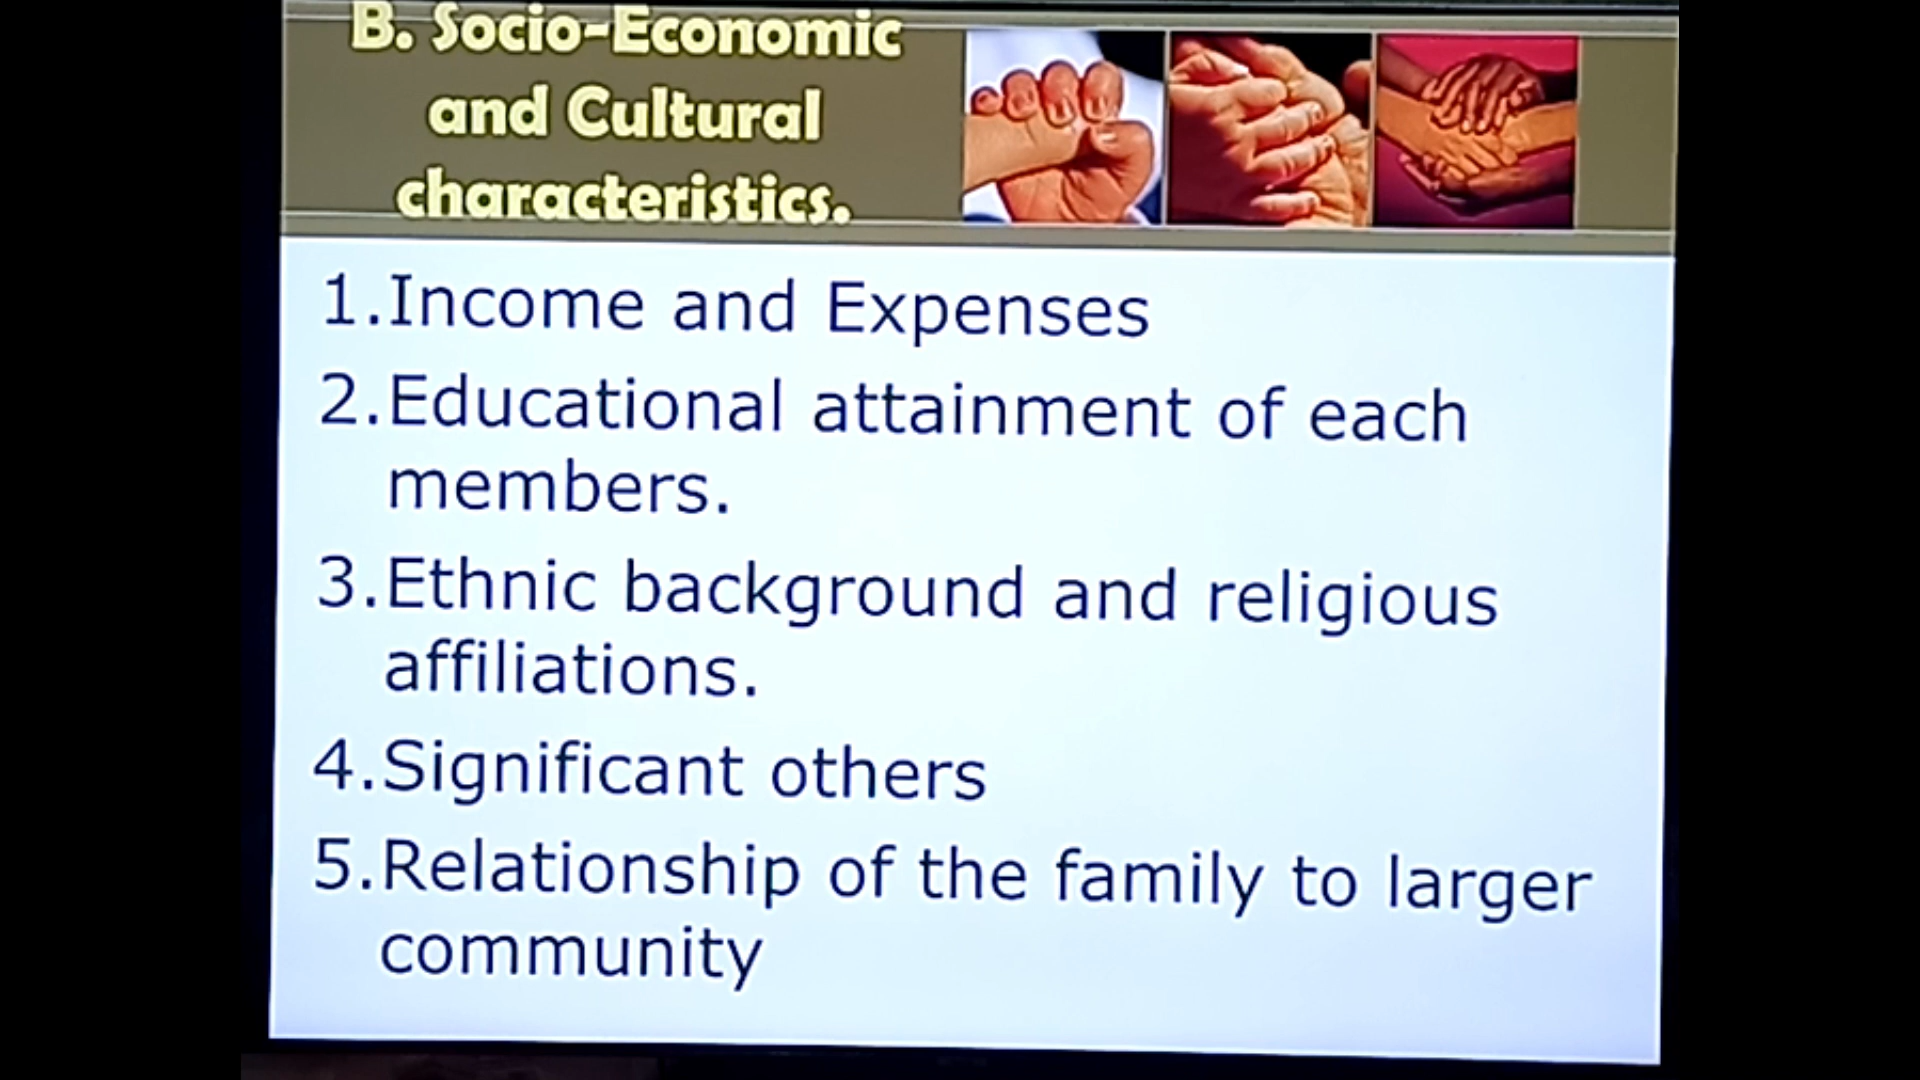 B. Socio-Economic
and Cultural
characteristics.
1.Income and Expenses
2.Educational attainment of each
members.
3.Ethnic background and religious
affiliations.
4.Significant others
5.Relationship of the family to larger
community